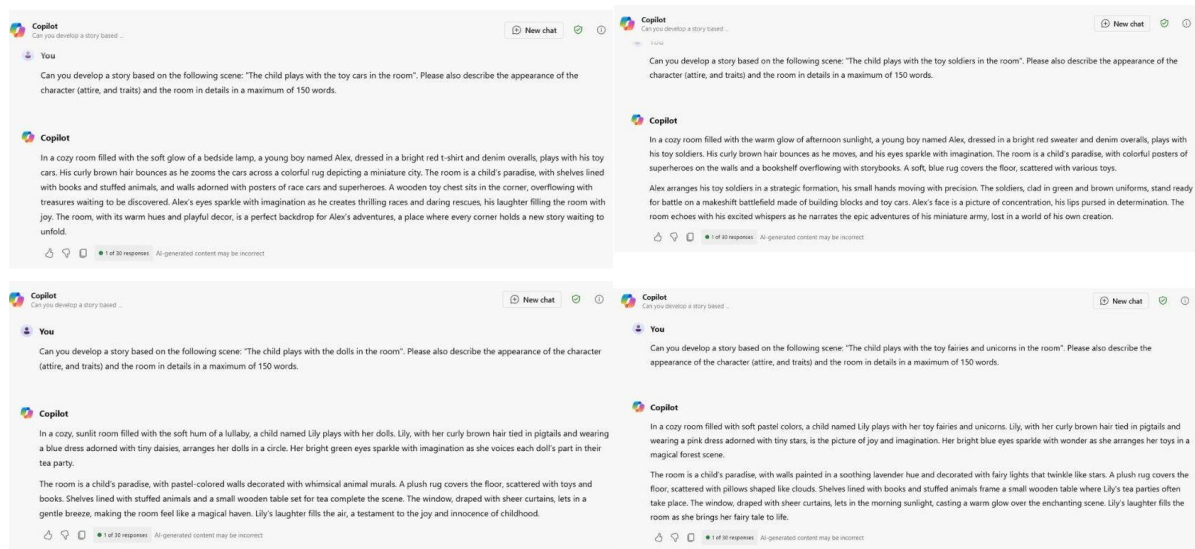 Copilot
Can you develop a story based ...
New chat
You
Can you develop a story based on the following scene: "The child plays with the toy cars in the room". Please also describe the appearance of the
character (attire, and traits) and the room in details in a maximum of 150 words.
Copilot
In a cozy room filled with the soft glow of a bedside lamp, a young boy named Alex, dressed in a bright red t-shirt and denim overalls, plays with his toy
cars. His curly brown hair bounces as he zooms the cars across a colorful rug depicting a miniature city. The room is a child's paradise, with shelves lined
with books and stuffed animals, and walls adorned with posters of race cars and superheroes. A wooden toy chest sits in the corner, overflowing with
treasures waiting to be discovered. Alex's eyes sparkle with imagination as he creates thrilling races and daring rescues, his laughter filling the room with
joy. The room, with its warm hues and playful decor, is a perfect backdrop for Alex's adventures, a place where every corner holds a new story waiting to
unfold.
1 of 30 responses AI-generated content may be incorrect
Copilot
Can you develop a story based ...
New chat
You
Can you develop a story based on the following scene: "The child plays with the toy soldiers in the room". Please also describe the appearance of the
character (attire, and traits) and the room in details in a maximum of 150 words.
Copilot
In a cozy room filled with the warm glow of afternoon sunlight, a young boy named Alex, dressed in a bright red sweater and denim overalls, plays with
his toy soldiers. His curly brown hair bounces as he moves, and his eyes sparkle with imagination. The room is a child's paradise, with colorful posters of
superheroes on the walls and a bookshelf overflowing with storybooks. A soft, blue rug covers the floor, scattered with various toys.
Alex arranges his toy soldiers in a strategic formation, his small hands moving with precision. The soldiers, clad in green and brown uniforms, stand ready
for battle on a makeshift battlefield made of building blocks and toy cars. Alex's face is a picture of concentration, his lips pursed in determination. The
room echoes with his excited whispers as he narrates the epic adventures of his miniature army, lost in a world of his own creation.
1 of 30 responses AI-generated content may be incorrect
Copilot
Can you develop a story based ...
New chat
You
Can you develop a story based on the following scene: "The child plays with the dolls in the room". Please also describe the appearance of the character
(attire, and traits) and the room in details in a maximum of 150 words.
Copilot
In a cozy, sunlit room filled with the soft hum of a lullaby, a child named Lily plays with her dolls. Lily, with her curly brown hair tied in pigtails and wearing
a blue dress adorned with tiny daisies, arranges her dolls in a circle. Her bright green eyes sparkle with imagination as she voices each doll's part in their
tea party.
The room is a child's paradise, with pastel-colored walls decorated with whimsical animal murals. A plush rug covers the floor, scattered with toys and
books. Shelves lined with stuffed animals and a small wooden table set for tea complete the scene. The window, draped with sheer curtains, lets in a
gentle breeze, making the room feel like a magical haven. Lily's laughter fills the air, a testament to the joy and innocence of childhood.
1 of 30 responses AI-generated content may be incorrect
Copilot
Can you develop a story based ...
New chat
You
Can you develop a story based on the following scene: "The child plays with the toy fairies and unicorns in the room". Please also describe the
appearance of the character (attire, and traits) and the room in details in a maximum of 150 words.
Copilot
In a cozy room filled with soft pastel colors, a child named Lily plays with her toy fairies and unicorns. Lily, with her curly brown hair tied in pigtails and
wearing a pink dress adorned with tiny stars, is the picture of joy and imagination. Her bright blue eyes sparkle with wonder as she arranges her toys in a
magical forest scene.
The room is a child's paradise, with walls painted in a soothing lavender hue and decorated with fairy lights that twinkle like stars. A plush rug covers the
floor, scattered with pillows shaped like clouds. Shelves lined with books and stuffed animals frame a small wooden table where Lily's tea parties often
take place. The window, draped with sheer curtains, lets in the morning sunlight, casting a warm glow over the enchanting scene. Lily's laughter fills the
room as she brings her fairy tale to life.
1 of 30 responses AI-generated content may be incorrect